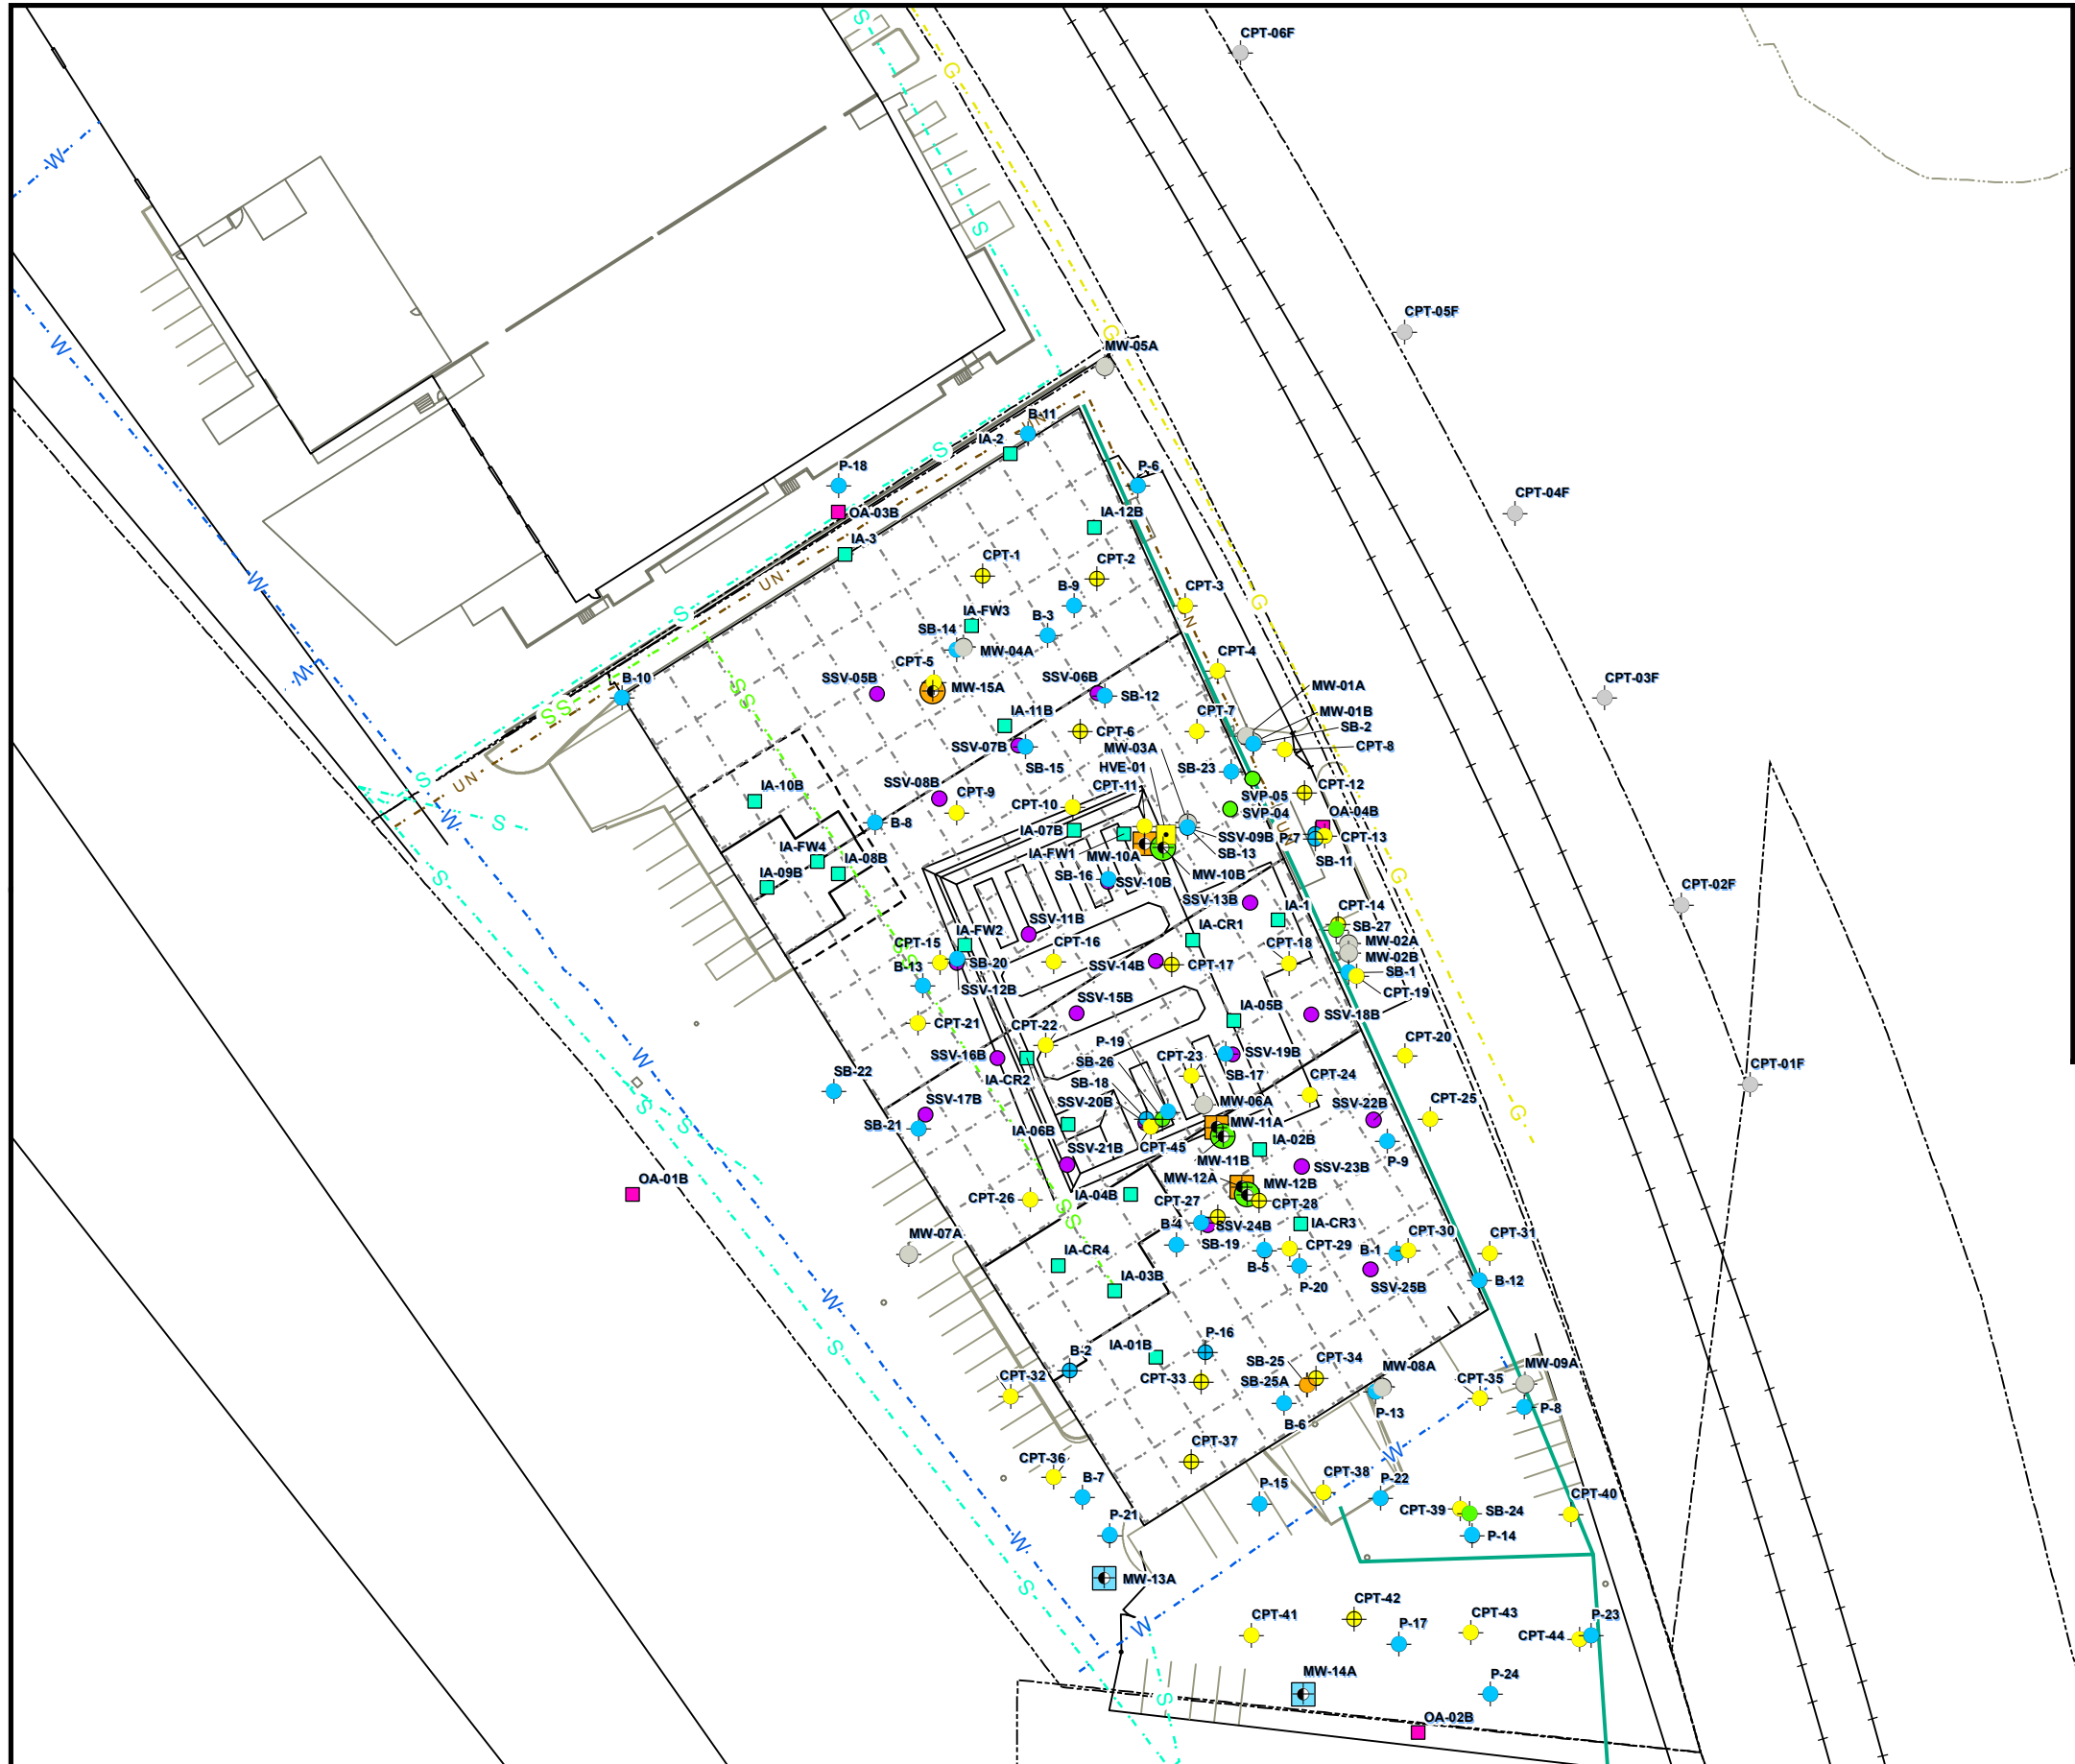 CPT-06F
S
G
W
S
CPT-05F
G
MW-05A
W
B-11
UN
IA-2
S
P-18
P-6
CPT-04F
OA-03B
IA-12B
IA-3
CPT-1
CPT-2
W
UN
B-9
CPT-3
G
S
IA-FW3
B-3
N
SB-14
MW-04A
CPT-4
W
CPT-5
B-10
SSV-05B
MW-15A
SSV-06B
SB-12
MW-01A
CPT-03F
SS
SS
IA-11B
CPT-6
CPT-7
MW-01B
SB-2
SSV-07B
MW-03A
CPT-8
SB-15
HVE-01
SB-23
S
UN
IA-10B
SSV-08B
CPT-9
CPT-11
CPT-12
SVP-05
CPT-10
SVP-04
OA-04B
W
S
B-8
IA-07B
SSV-09B
P-7
CPT-13
UN
IA-FW4
IA-08B
IA-FW1
MW-10A
SB-13
SB-11
S
IA-09B
SB-16
SSV-10B
MW-10B
G
CPT-02F
SSV-13B
IA-1
CPT-14
SSV-11B
IA-CR1
SB-27
IA-FW2
CPT-15
CPT-16
CPT-18
MW-02A
MW-02B
SS
B-13
SB-20
SSV-14B
CPT-17
SB-1
SSV-12B
CPT-19
SSV-15B
IA-05B
SSV-18B
CPT-21
CPT-22
P-19
W
SSV-16B
SB-26
CPT-23
SSV-19B
CPT-20
CPT-01F
IA-CR2
SB-18
SB-17
CPT-24
SB-22
S
SSV-17B
SSV-20B
MW-06A
SSV-22B
CPT-25
G
S
SB-21
IA-06B
MW-11A
SSV-21B
CPT-45
IA-02B
MW-11B
P-9
OA-01B
SSV-23B
MW-12A
MW-12B
CPT-26
IA-04B
CPT-27
CPT-28
SS
B-4
SSV-24B
IA-CR3
MW-07A
SB-19
CPT-29
B-1
CPT-30
CPT-31
IA-CR4
B-5
P-20
SSV-25B
B-12
IA-03B
W
S
P-16
IA-01B
B-2
SB-25
CPT-34
MW-08A
MW-09A
CPT-32
CPT-33
SB-25A
CPT-35
B-6
P-13
P-8
CPT-37
W
CPT-36
B-7
P-15
CPT-38
P-22
P-21
CPT-39
SB-24
CPT-40
P-14
W
MW-13A
S
CPT-42
W
CPT-41
P-17
CPT-43
P-23
CPT-44
MW-14A
P-24
S
OA-02B